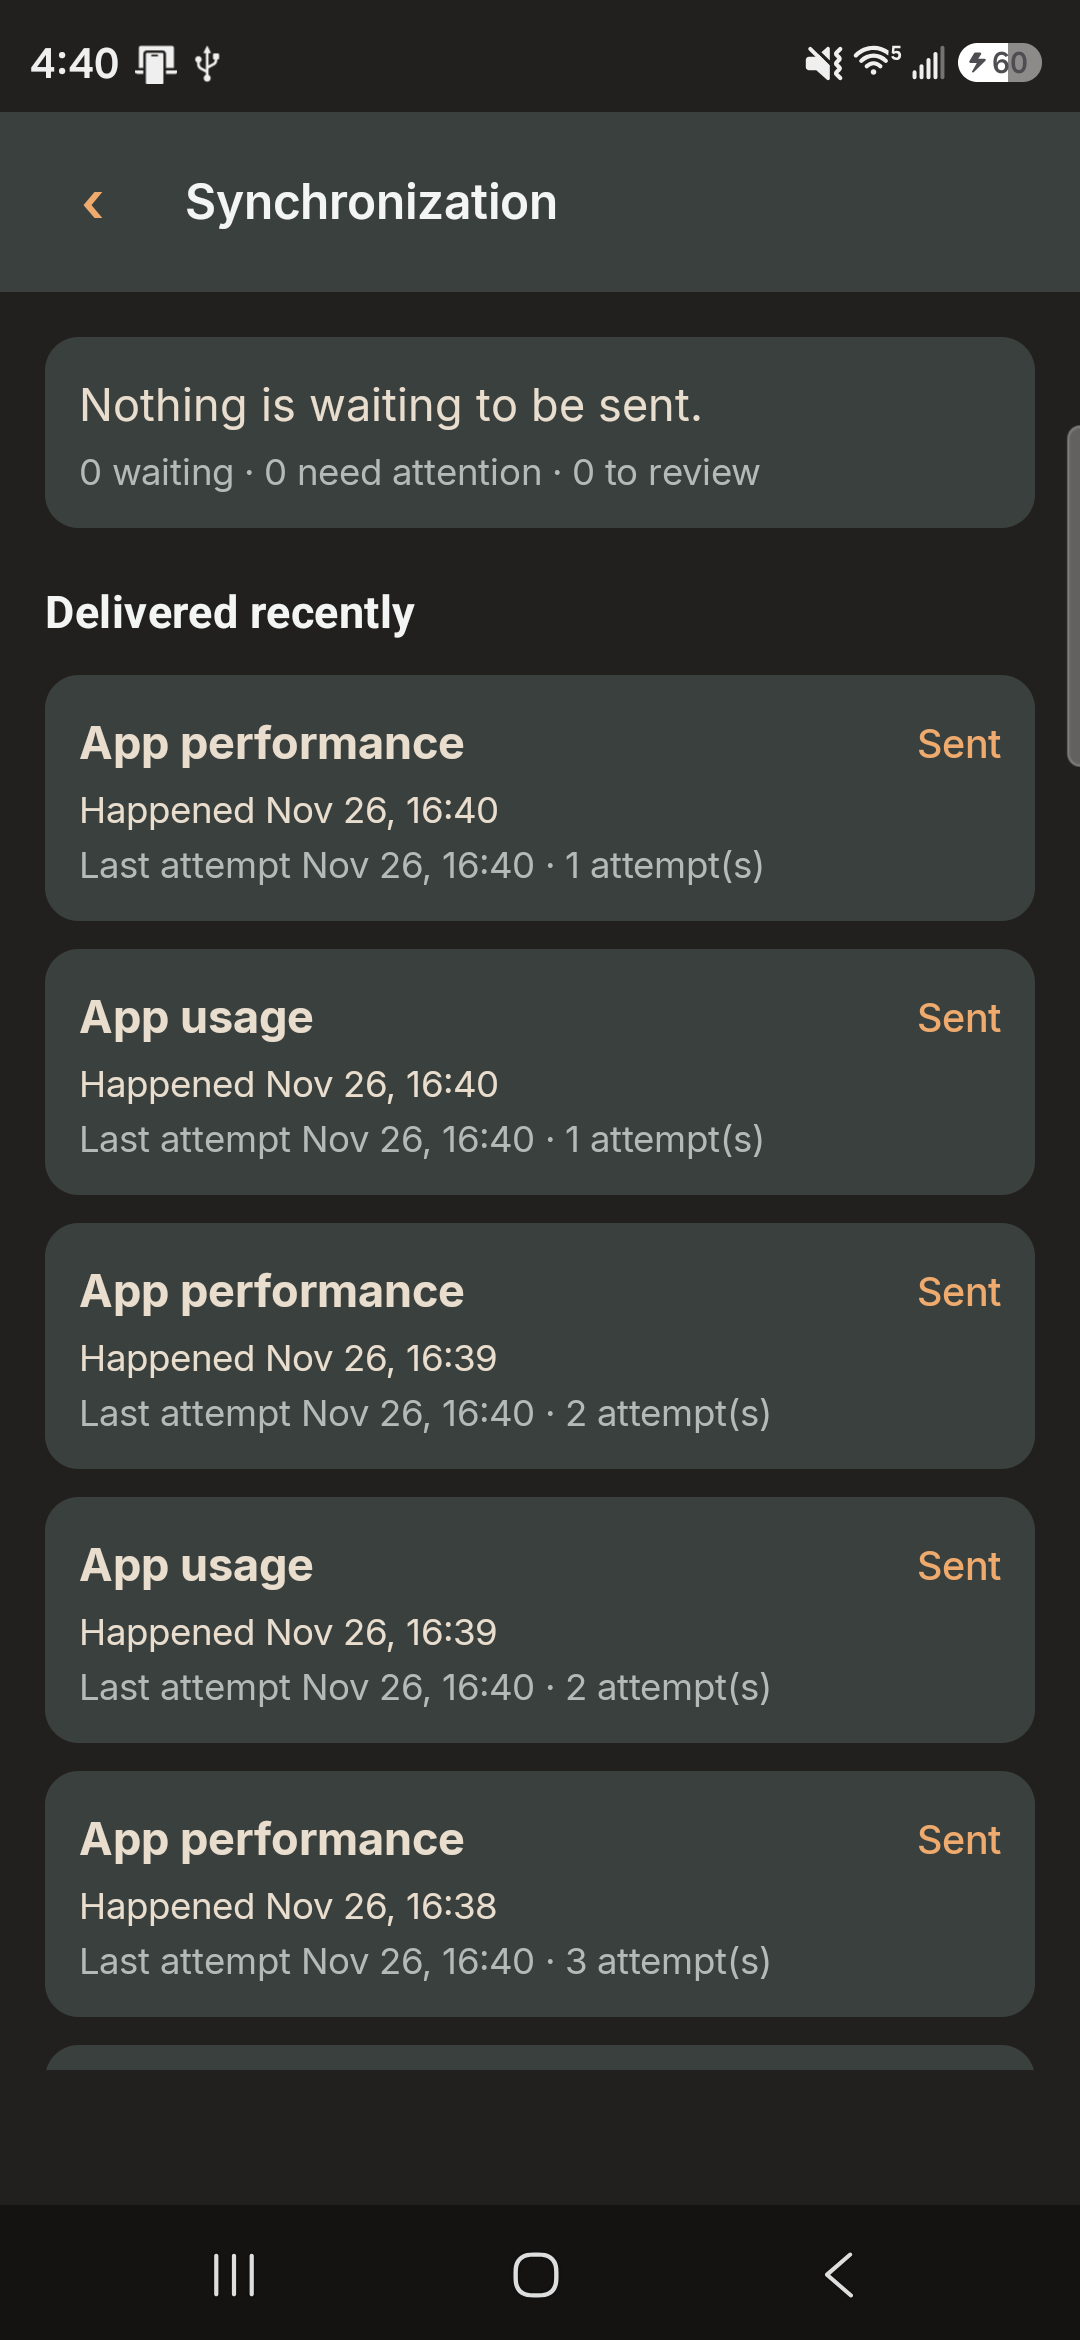 4:40
5
60
‹ Synchronization
Nothing is waiting to be sent.
0 waiting · 0 need attention · 0 to review
Delivered recently
App performance
Sent
Happened Nov 26, 16:40
Last attempt Nov 26, 16:40 · 1 attempt(s)
App usage
Sent
Happened Nov 26, 16:40
Last attempt Nov 26, 16:40 · 1 attempt(s)
App performance
Sent
Happened Nov 26, 16:39
Last attempt Nov 26, 16:40 · 2 attempt(s)
App usage
Sent
Happened Nov 26, 16:39
Last attempt Nov 26, 16:40 · 2 attempt(s)
App performance
Sent
Happened Nov 26, 16:38
Last attempt Nov 26, 16:40 · 3 attempt(s)